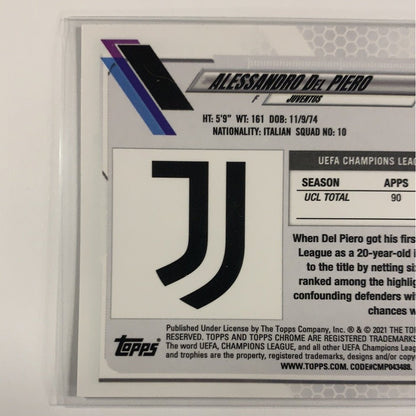 ALESSANDRO DEL PIERO
F JUVENTUS
HT: 5'9" WT: 161 DOB: 11/9/74
NATIONALITY: ITALIAN SQUAD NO: 10
UEFA CHAMPIONS LEAG
SEASON APPS
UCL TOTAL 90
When Del Piero got his firs
League as a 20-year-old i
to the title by netting si
ranked among the highlig
confounding defenders wit
chances w
Published Under License by The Topps Company, Inc. ® & © 2021 THE TO
RESERVED. TOPPS AND TOPPS CHROME ARE REGISTERED TRADEMARKS
The word UEFA, CHAMPIONS LEAGUE, and all other UEFA Champions Leag
and trophies are the property, registered trademarks, designs and/or copy
topps
WWW.TOPPS.COM. CODE#CMP043488.